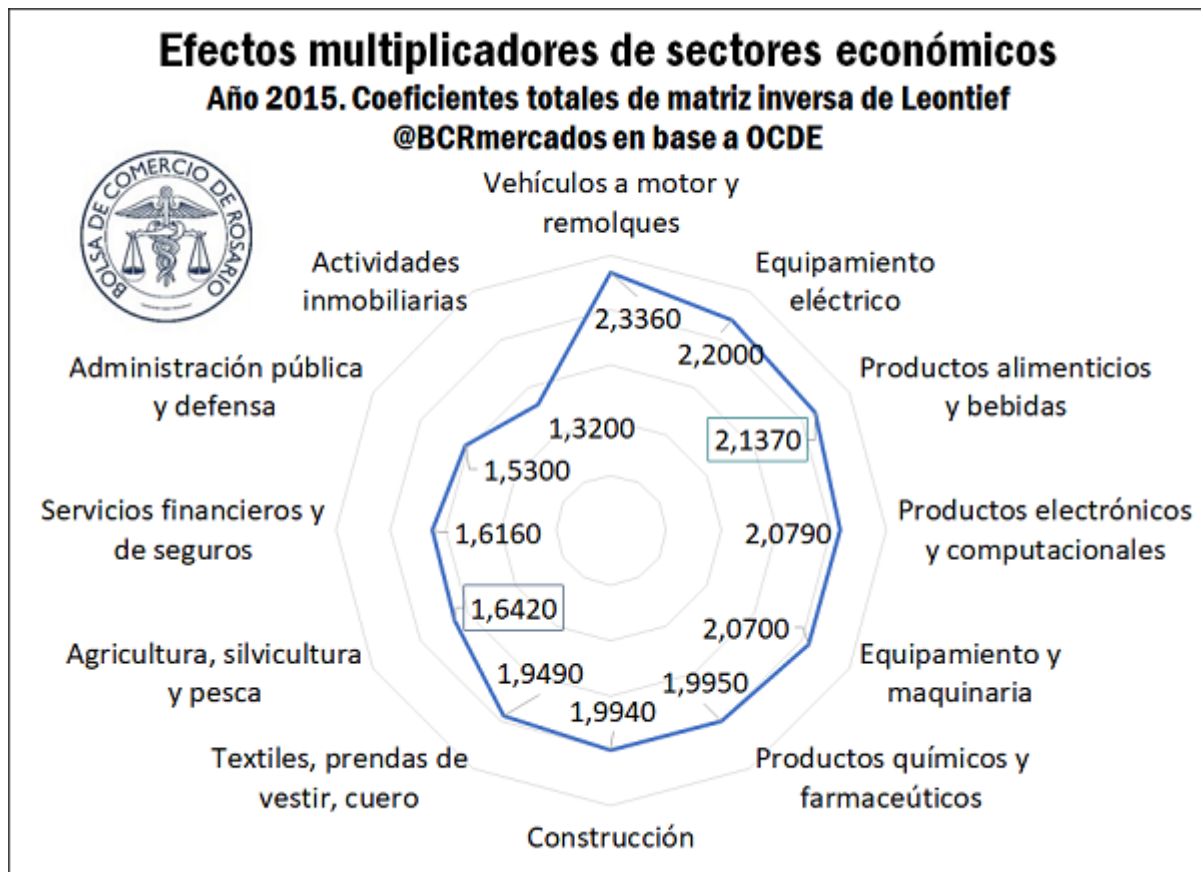 Efectos multiplicadores de sectores económicos
Año 2015. Coeficientes totales de matriz inversa de Leontief
@BCRmercados en base a OCDE
BOLSA DE COMERCIO DE ROSARIO
Vehículos a motor y
remolques
Equipamiento
eléctrico
Productos alimenticios
y bebidas
Productos electrónicos
y computacionales
Equipamiento y
maquinaria
Productos químicos y
farmaceúticos
Construcción
Textiles, prendas de
vestir, cuero
Agricultura, silvicultura
y pesca
Servicios financieros y
de seguros
Administración pública
y defensa
Actividades
inmobiliarias
2,3360
2,2000
2,1370
2,0790
2,0700
1,9950
1,9940
1,9490
1,6420
1,6160
1,5300
1,3200